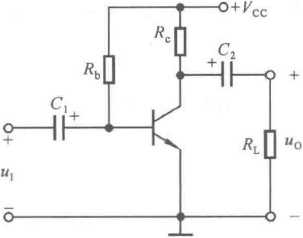 +V_CC
R_c
C_2
+
R_b
+
C_1
+
+
R_L
u_O
u_I
−
−